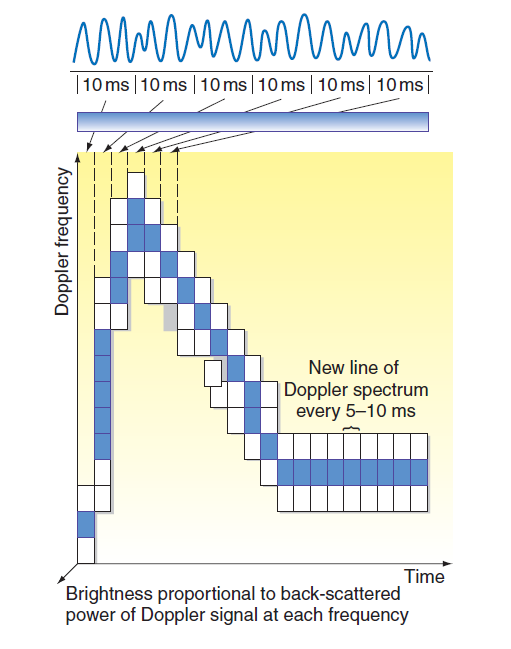 10 ms 10 ms 10 ms 10 ms 10 ms 10 ms
Doppler frequency
New line of
Doppler spectrum
every 5–10 ms
Time
Brightness proportional to back-scattered
power of Doppler signal at each frequency